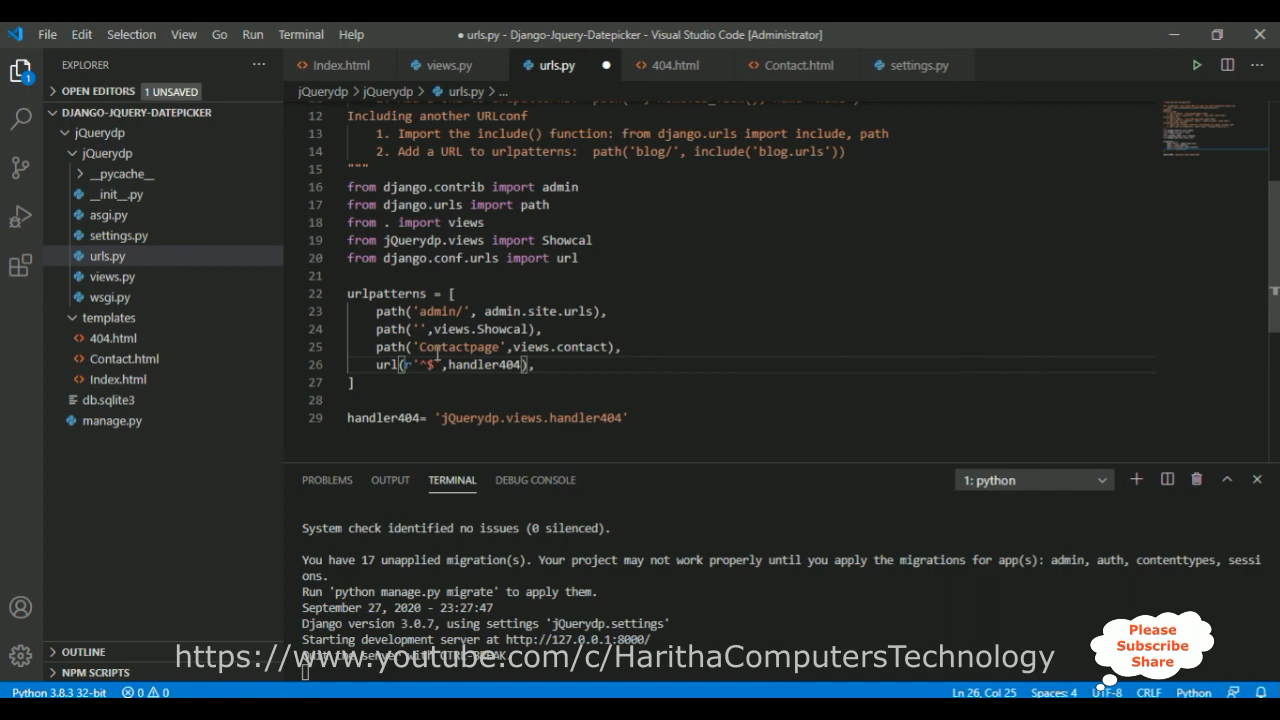 File Edit Selection View Go Run Terminal Help
● urls.py - Django-Jquery-Datepicker - Visual Studio Code [Administrator]
EXPLORER
Index.html views.py urls.py 404.html Contact.html settings.py
OPEN EDITORS 1 UNSAVED
jQuerydp > jQuerydp > urls.py > ...
DJANGO-JQUERY-DATEPICKER
jQuerydp
jQuerydp
__pycache__
__init__.py
asgi.py
settings.py
urls.py
views.py
wsgi.py
templates
404.html
Contact.html
Index.html
db.sqlite3
manage.py
OUTLINE
NPM SCRIPTS
12 Including another URLconf
13 1. Import the include() function: from django.urls import include, path
14 2. Add a URL to urlpatterns: path('blog/', include('blog.urls'))
15 """
16 from django.contrib import admin
17 from django.urls import path
18 from . import views
19 from jQuerydp.views import Showcal
20 from django.conf.urls import url
21
22 urlpatterns = [
23 path('admin/', admin.site.urls),
24 path('',views.Showcal),
25 path('Contactpage',views.contact),
26 url(r'^$',handler404),
27 ]
28
29 handler404= 'jQuerydp.views.handler404'
PROBLEMS OUTPUT TERMINAL DEBUG CONSOLE 1: python
System check identified no issues (0 silenced).
You have 17 unapplied migration(s). Your project may not work properly until you apply the migrations for app(s): admin, auth, contenttypes, sessi
ons.
Run 'python manage.py migrate' to apply them.
September 27, 2020 - 23:27:47
Django version 3.0.7, using settings 'jQuerydp.settings'
Starting development server at http://127.0.0.1:8000/
Quit the server with CTRL-BREAK.
https://www.youtube.com/c/HarithaComputersTechnology
Please
Subscribe
Share
Python 3.8.3 32-bit 0 0 Ln 26, Col 25 Spaces: 4 UTF-8 CRLF Python